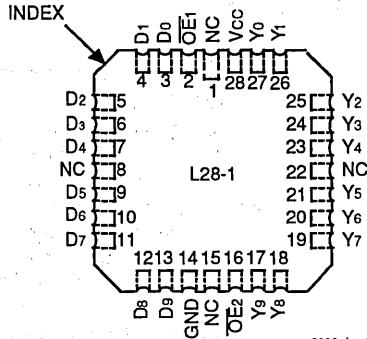 INDEX
D1 D0 OE1 NC VCC Y0 Y1
4 3 2 1 28 27 26
D2 5 25 Y2
D3 6 24 Y3
D4 7 23 Y4
NC 8 L28-1 22 NC
D5 9 21 Y5
D6 10 20 Y6
D7 11 19 Y7
12 13 14 15 16 17 18
D8 D9 GND NC OE2 Y9 Y8